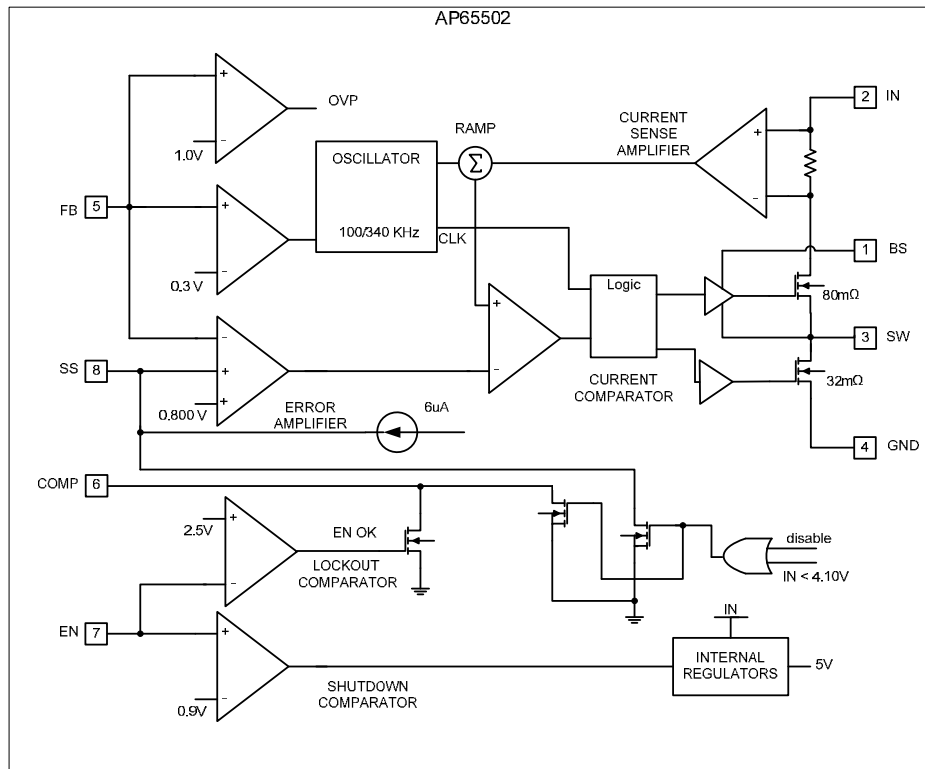 AP65502
+
OVP
-
1.0V
FB
5
+
-
0.3 V
OSCILLATOR
100/340 KHz
CLK
RAMP
Σ
CURRENT
SENSE
AMPLIFIER
+
-
2
IN
1
BS
80mΩ
3
SW
32mΩ
4
GND
Logic
CURRENT
COMPARATOR
+
-
SS
8
-
+
+
0.800 V
ERROR
AMPLIFIER
6uA
COMP
6
2.5V
+
-
EN OK
LOCKOUT
COMPARATOR
disable
IN < 4.10V
EN
7
+
-
0.9V
SHUTDOWN
COMPARATOR
IN
INTERNAL
REGULATORS
5V